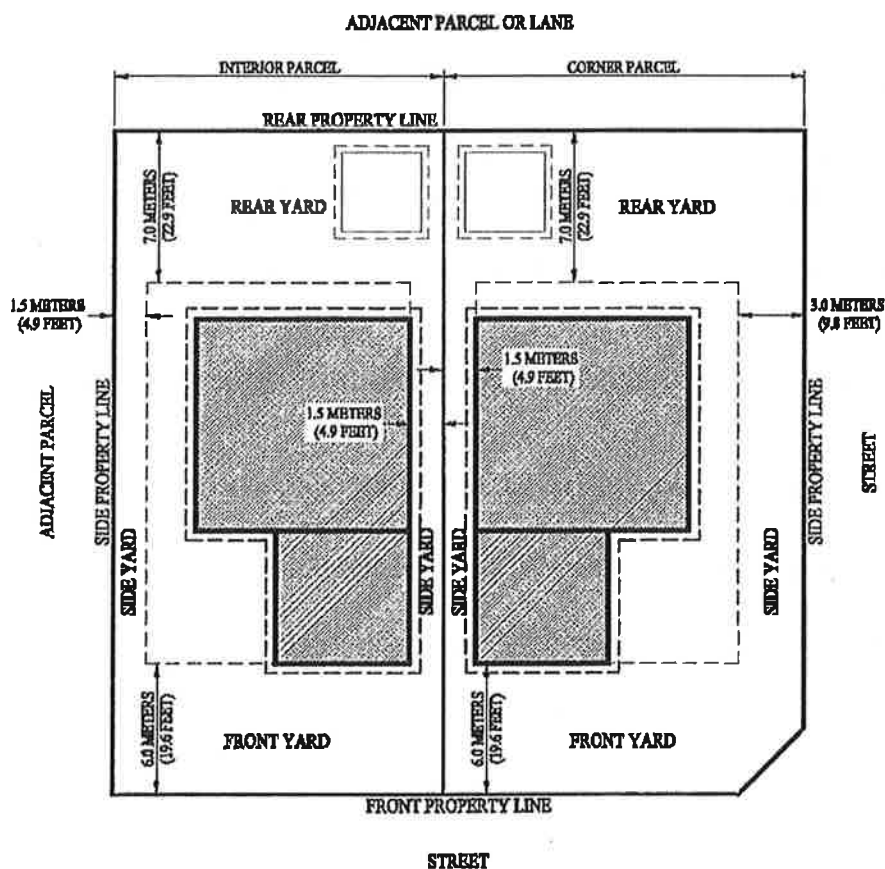 ADJACENT PARCEL OR LANE
INTERIOR PARCEL
CORNER PARCEL
REAR PROPERTY LINE
7.0 METERS
(22.9 FEET)
REAR YARD
7.0 METERS
(22.9 FEET)
REAR YARD
1.5 METERS
(4.9 FEET)
3.0 METERS
(9.8 FEET)
1.5 METERS
(4.9 FEET)
1.5 METERS
(4.9 FEET)
ADJACENT PARCEL
SIDE PROPERTY LINE
SIDE YARD
SIDE YARD
SIDE YARD
SIDE YARD
SIDE PROPERTY LINE
STREET
6.0 METERS
(19.6 FEET)
FRONT YARD
6.0 METERS
(19.6 FEET)
FRONT YARD
FRONT PROPERTY LINE
STREET